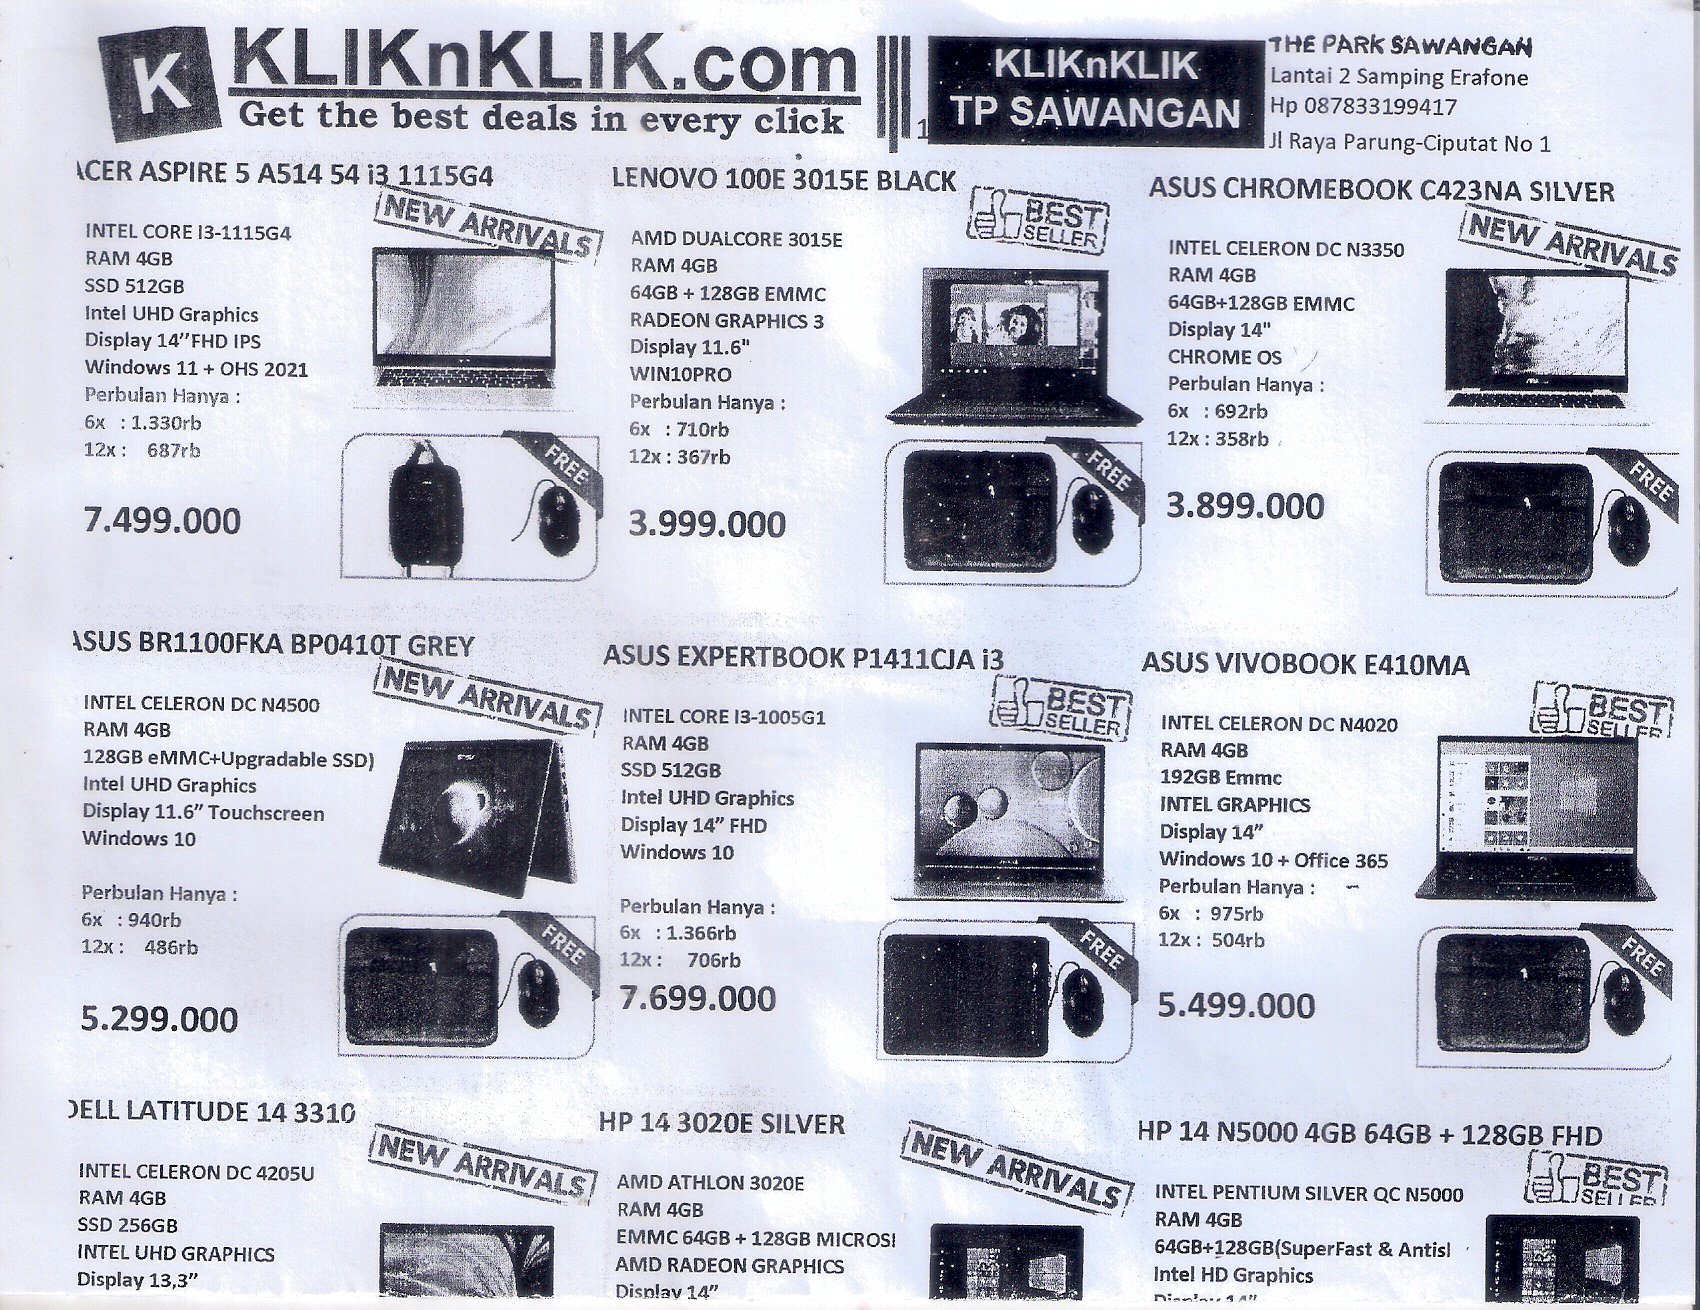 K KLIKnKLIK.com
Get the best deals in every click
KLIKnKLIK
TP SAWANGAN
THE PARK SAWANGAN
Lantai 2 Samping Erafone
Hp 087833199417
Jl Raya Parung-Ciputat No 1
ACER ASPIRE 5 A514 54 i3 1115G4
NEW ARRIVALS
INTEL CORE I3-1115G4
RAM 4GB
SSD 512GB
Intel UHD Graphics
Display 14”FHD IPS
Windows 11 + OHS 2021
Perbulan Hanya :
6x : 1.330rb
12x : 687rb
FREE
7.499.000
LENOVO 100E 3015E BLACK
BEST
SELLER
AMD DUALCORE 3015E
RAM 4GB
64GB + 128GB EMMC
RADEON GRAPHICS 3
Display 11.6"
WIN10PRO
Perbulan Hanya :
6x : 710rb
12x : 367rb
FREE
3.999.000
ASUS CHROMEBOOK C423NA SILVER
NEW ARRIVALS
INTEL CELERON DC N3350
RAM 4GB
64GB+128GB EMMC
Display 14"
CHROME OS
Perbulan Hanya :
6x : 692rb
12x : 358rb
FREE
3.899.000
ASUS BR1100FKA BP0410T GREY
NEW ARRIVALS
INTEL CELERON DC N4500
RAM 4GB
128GB eMMC+Upgradable SSD)
Intel UHD Graphics
Display 11.6” Touchscreen
Windows 10
Perbulan Hanya :
6x : 940rb
12x : 486rb
FREE
5.299.000
ASUS EXPERTBOOK P1411CJA i3
BEST
SELLER
INTEL CORE I3-1005G1
RAM 4GB
SSD 512GB
Intel UHD Graphics
Display 14” FHD
Windows 10
Perbulan Hanya :
6x : 1.366rb
12x : 706rb
FREE
7.699.000
ASUS VIVOBOOK E410MA
BEST
SELLER
INTEL CELERON DC N4020
RAM 4GB
192GB Emmc
INTEL GRAPHICS
Display 14”
Windows 10 + Office 365
Perbulan Hanya :
6x : 975rb
12x : 504rb
FREE
5.499.000
DELL LATITUDE 14 3310
NEW ARRIVALS
INTEL CELERON DC 4205U
RAM 4GB
SSD 256GB
INTEL UHD GRAPHICS
Display 13,3”
HP 14 3020E SILVER
NEW ARRIVALS
AMD ATHLON 3020E
RAM 4GB
EMMC 64GB + 128GB MICROSI
AMD RADEON GRAPHICS
Display 14”
HP 14 N5000 4GB 64GB + 128GB FHD
BEST
SELLER
INTEL PENTIUM SILVER QC N5000
RAM 4GB
64GB+128GB(SuperFast & Antisl
Intel HD Graphics
Display 14"